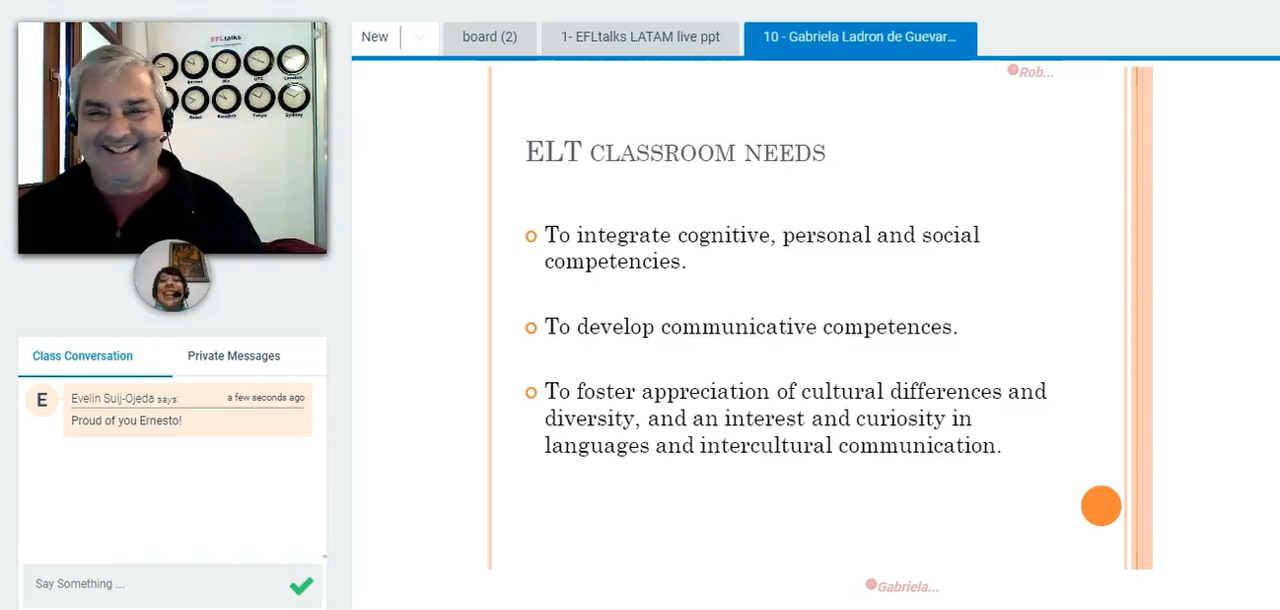 EFLtalks
London
Tokyo
Sydney
New
board (2)
1- EFLtalks LATAM live ppt
10 - Gabriela Ladron de Guevar...
Rob...
ELT CLASSROOM NEEDS
To integrate cognitive, personal and social
competencies.
To develop communicative competences.
To foster appreciation of cultural differences and
diversity, and an interest and curiosity in
languages and intercultural communication.
Gabriela...
Class Conversation
Private Messages
E
Evelin Suij-Ojeda says:
a few seconds ago
Proud of you Ernesto!
Say Something ...